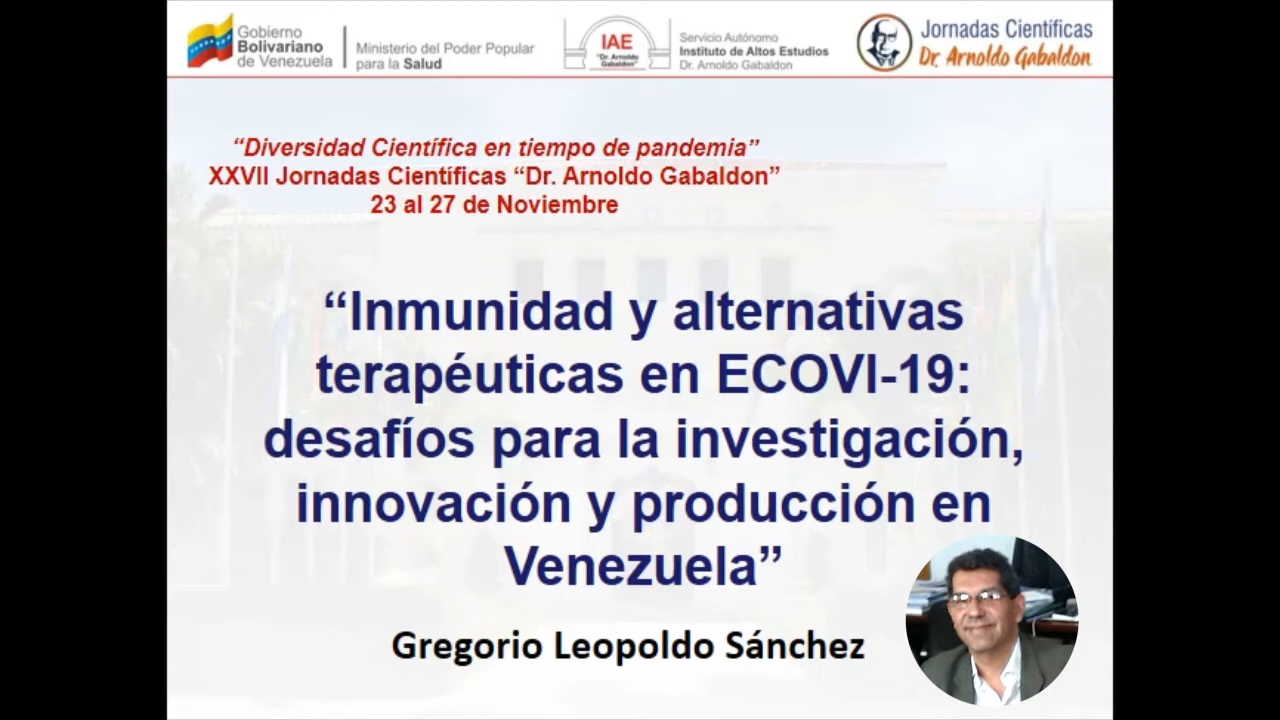 Gobierno
Bolivariano
de Venezuela
Ministerio del Poder Popular
para la Salud
IAE
"Dr. Arnoldo
Gabaldon"
Servicio Autónomo
Instituto de Altos Estudios
Dr. Arnoldo Gabaldon
Jornadas Científicas
Dr. Arnoldo Gabaldon
“Diversidad Científica en tiempo de pandemia”
XXVII Jornadas Científicas “Dr. Arnoldo Gabaldon”
23 al 27 de Noviembre
“Inmunidad y alternativas
terapéuticas en ECOVI-19:
desafíos para la investigación,
innovación y producción en
Venezuela”
Gregorio Leopoldo Sánchez